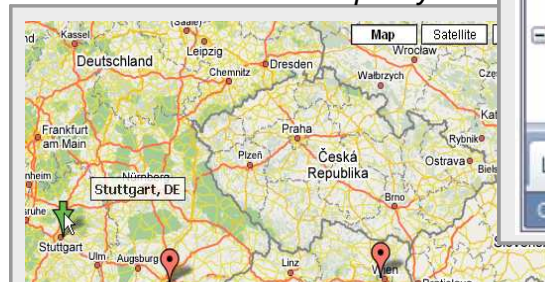 Map Satellite
Kassel
Leipzig
Wrocław
Deutschland
Dresden
Chemnitz
Wałbrzych
Frankfurt
am Main
Praha
Rybnik
Plzeň
Česká
Republika
Ostrava
Nürnberg
Stuttgart, DE
Brno
Stuttgart
Ulm
Augsburg
Linz
Wien